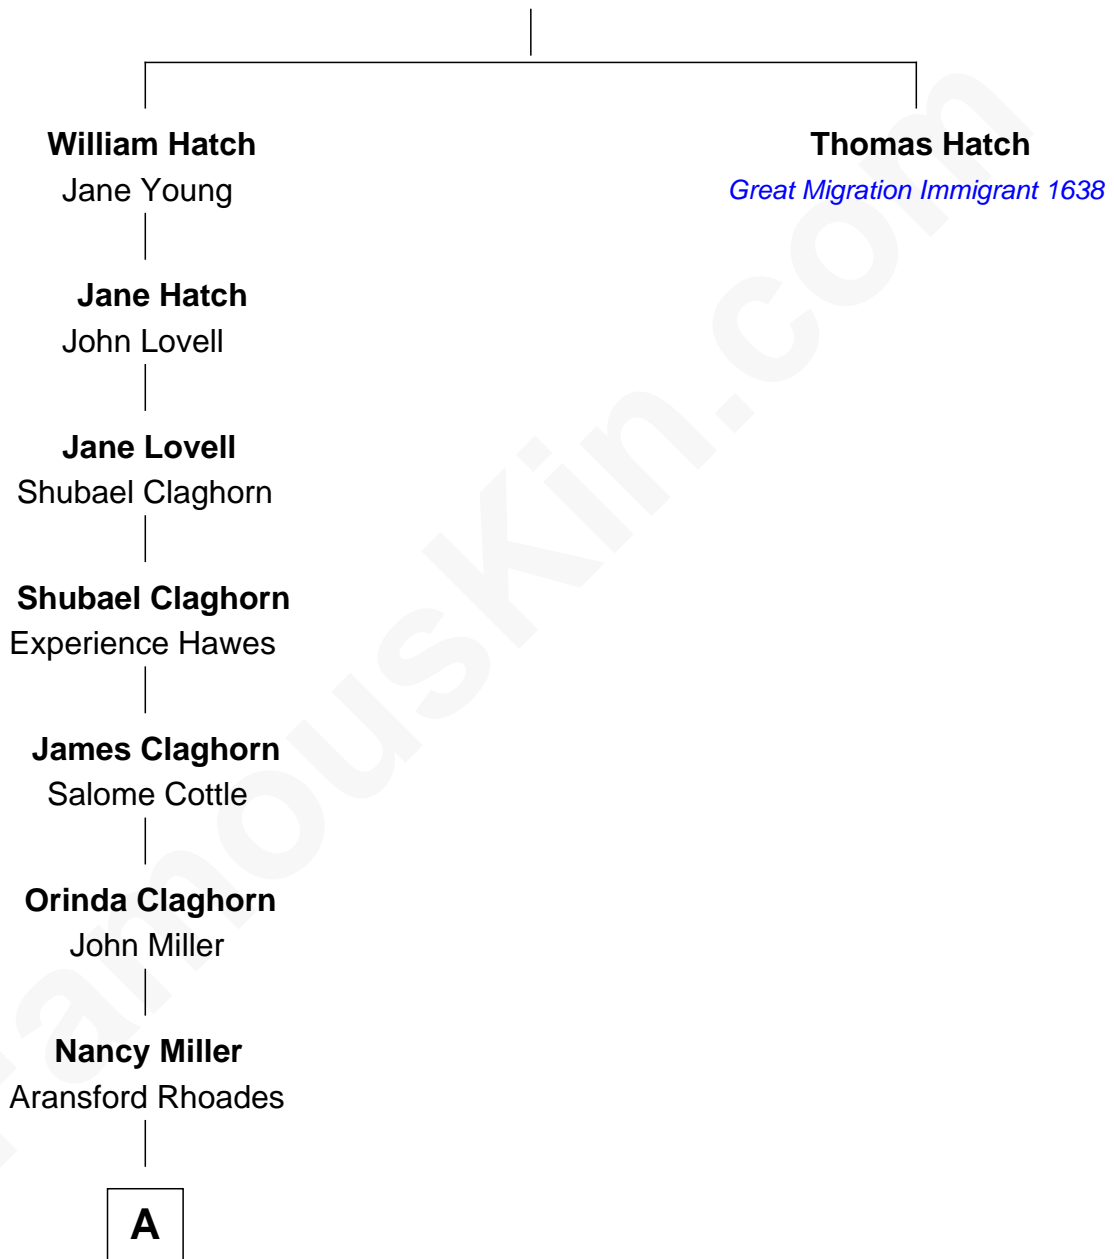 William Hatch
Jane Young
Thomas Hatch
Great Migration Immigrant 1638
Jane Hatch
John Lovell
Jane Lovell
Shubael Claghorn
Shubael Claghorn
Experience Hawes
James Claghorn
Salome Cottle
Orinda Claghorn
John Miller
Nancy Miller
Aransford Rhoades
A
FamousKin.com